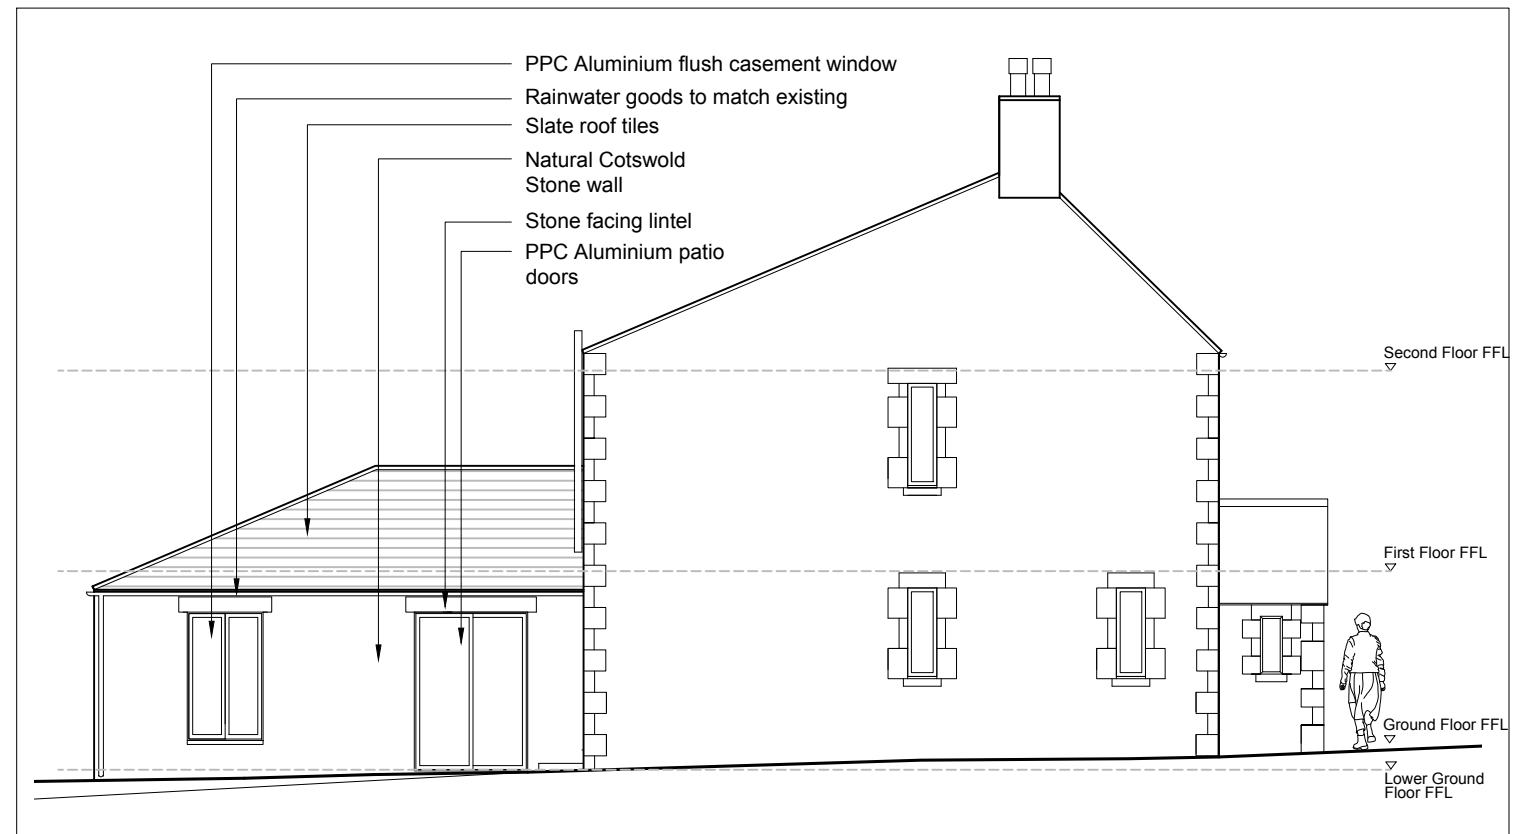 PPC Aluminium flush casement window
Rainwater goods to match existing
Slate roof tiles
Natural Cotswold
Stone wall
Stone facing lintel
PPC Aluminium patio
doors
Second Floor FFL
First Floor FFL
Ground Floor FFL
Lower Ground
Floor FFL